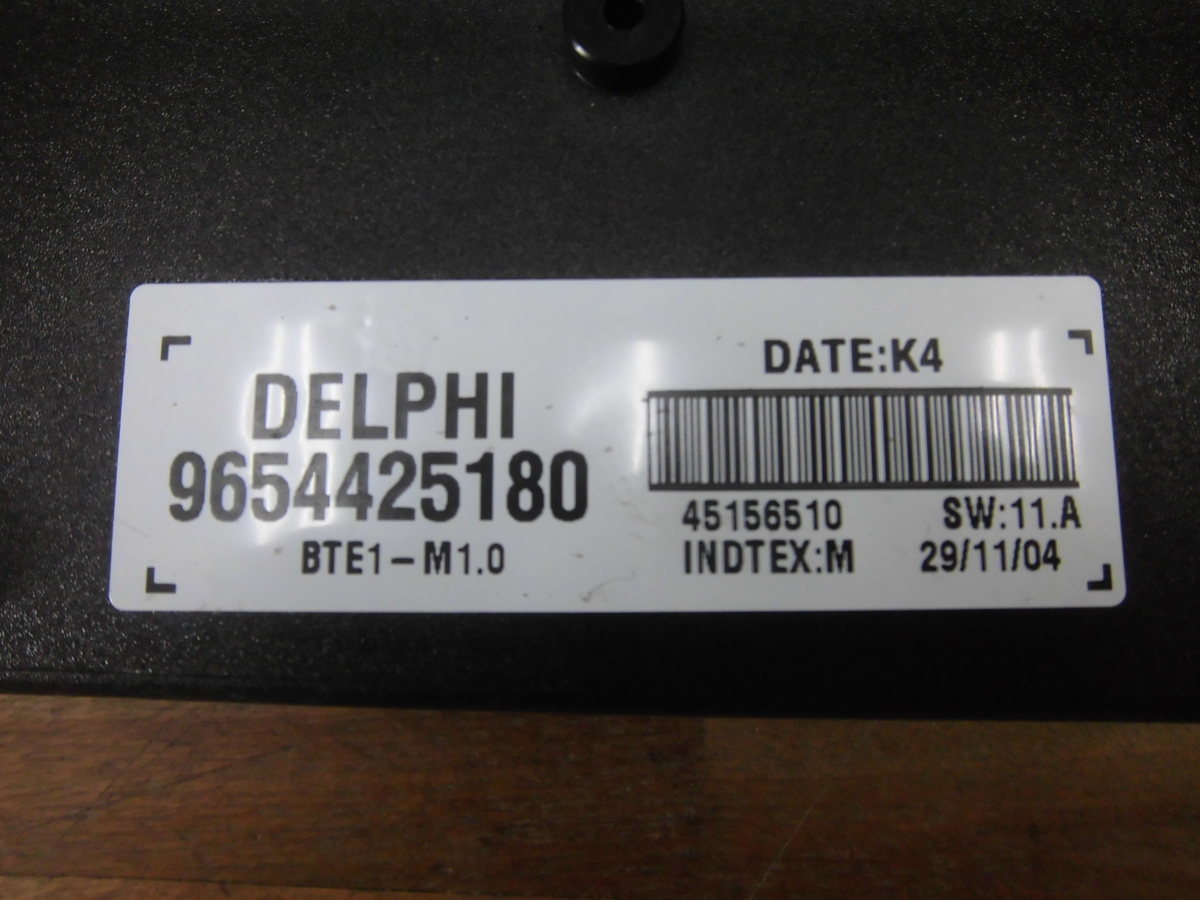 DELPHI
9654425180
BTE1-M1.0
DATE:K4
45156510 SW:11.A
INDTEX:M 29/11/04